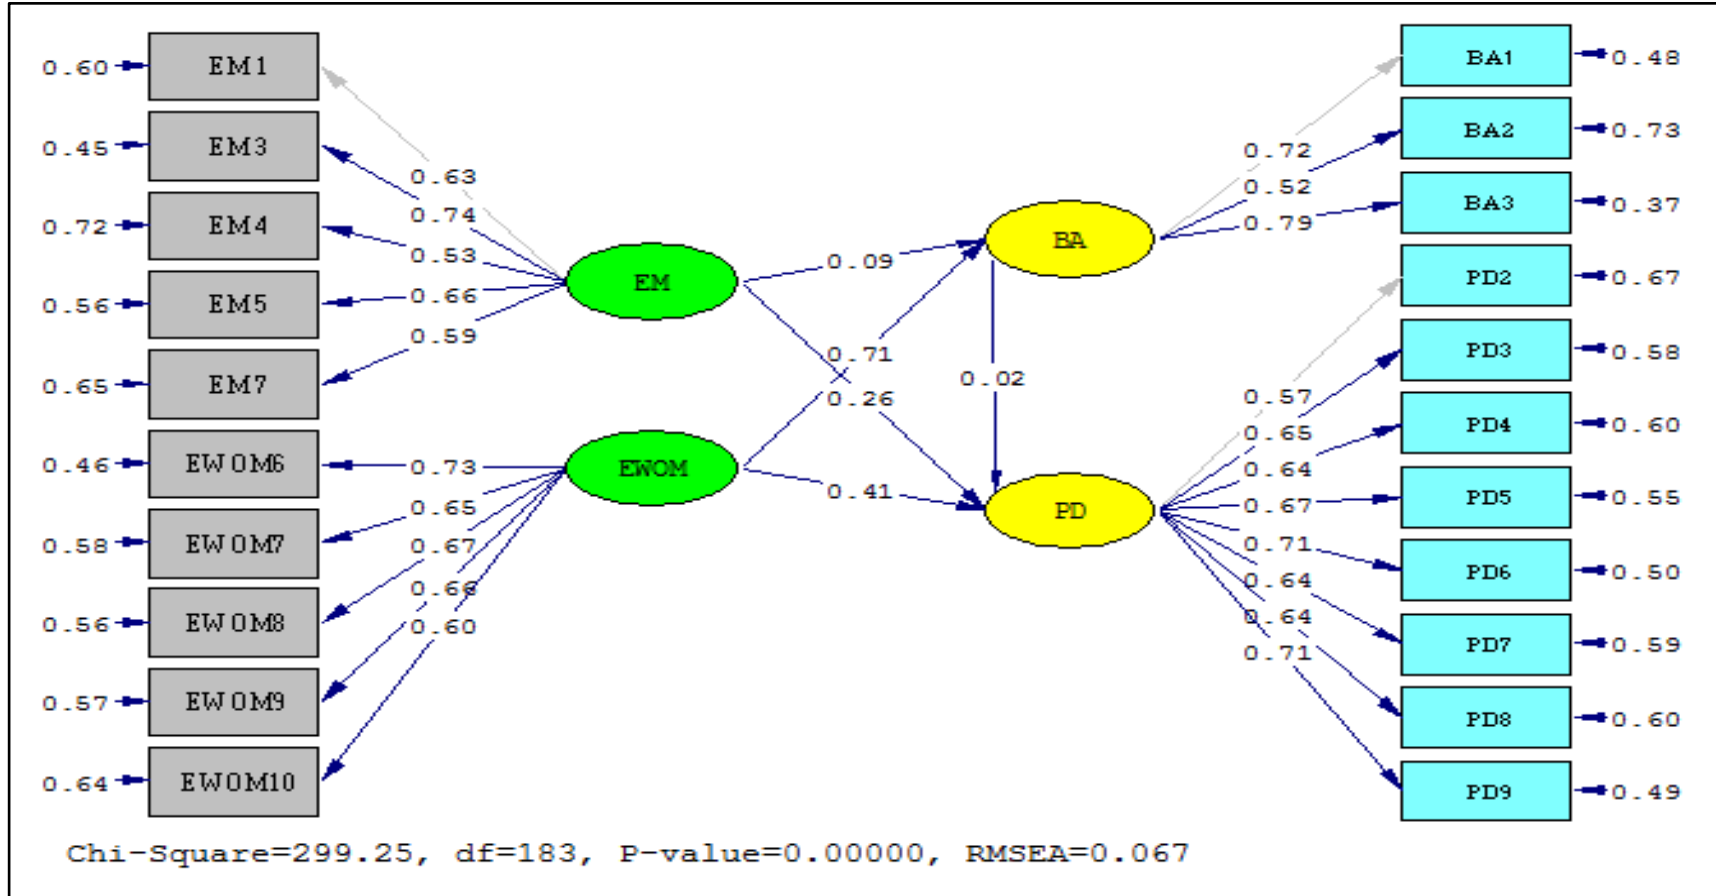 0.60 EM1
0.45 EM3
0.72 EM4
0.56 EM5
0.65 EM7
0.46 EWOM6
0.58 EWOM7
0.56 EWOM8
0.57 EWOM9
0.64 EWOM10
0.63
0.74
0.53
0.66
0.59
0.73
0.65
0.67
0.66
0.60
EM
EWOM
0.09
0.71
0.26
0.41
0.02
BA
PD
0.72
0.52
0.79
0.57
0.65
0.64
0.67
0.71
0.64
0.64
0.71
BA1 0.48
BA2 0.73
BA3 0.37
PD2 0.67
PD3 0.58
PD4 0.60
PD5 0.55
PD6 0.50
PD7 0.59
PD8 0.60
PD9 0.49
Chi-Square=299.25, df=183, P-value=0.00000, RMSEA=0.067